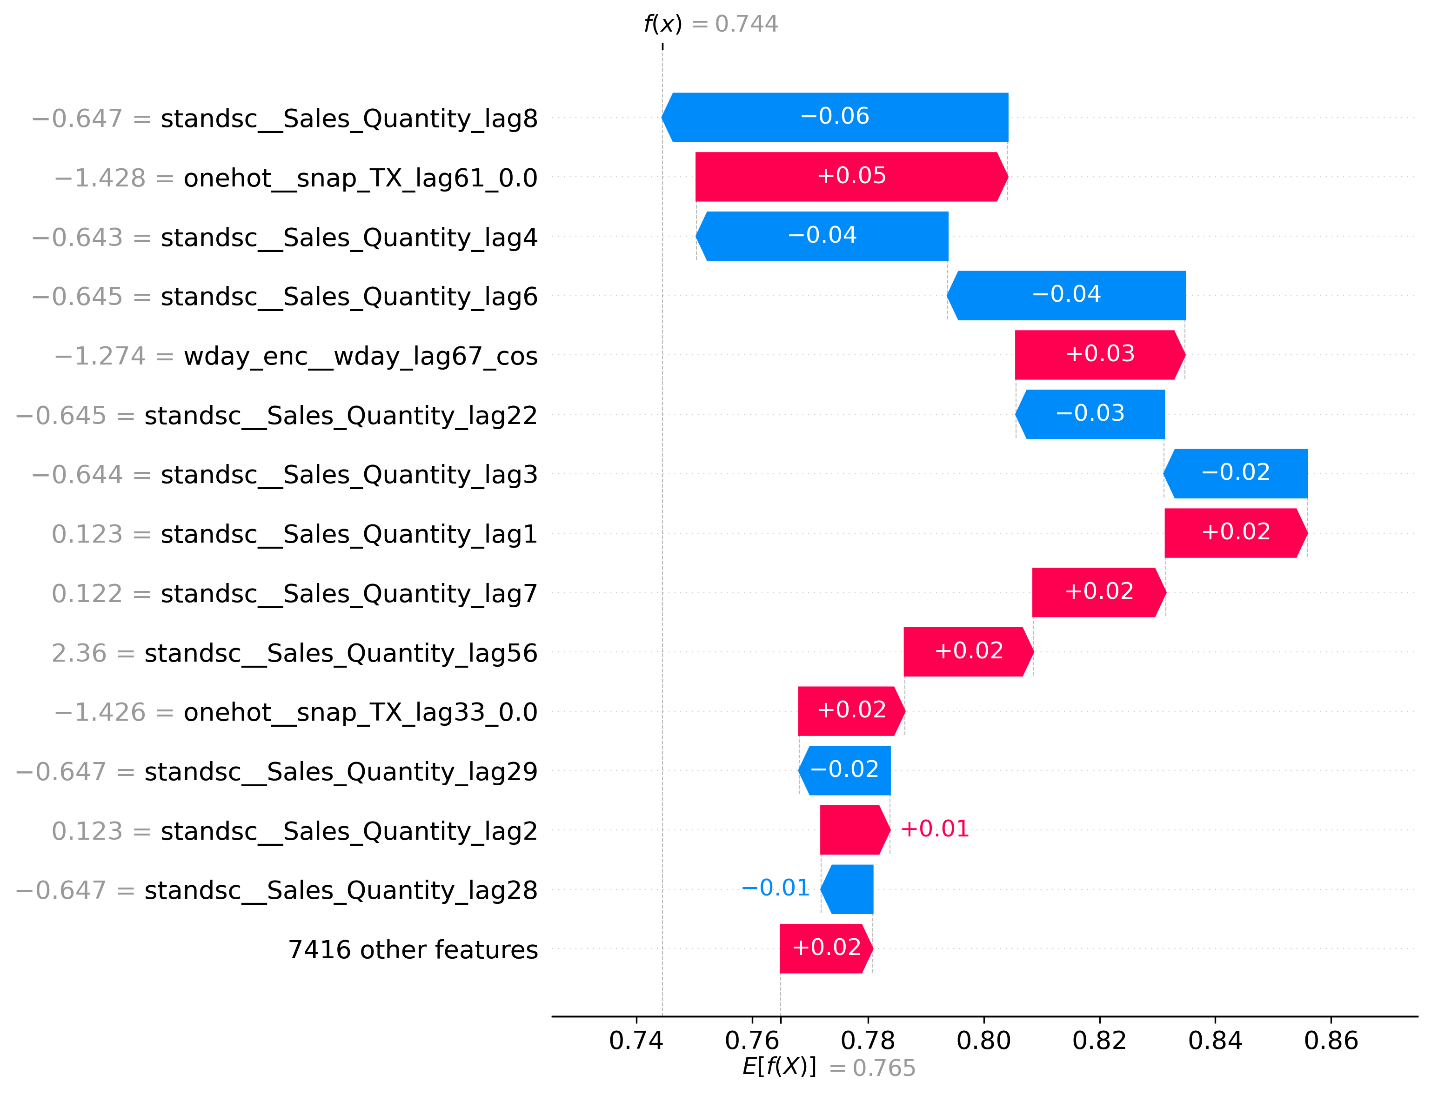 f(x) = 0.744
−0.647 = standsc__Sales_Quantity_lag8 −0.06
−1.428 = onehot__snap_TX_lag61_0.0 +0.05
−0.643 = standsc__Sales_Quantity_lag4 −0.04
−0.645 = standsc__Sales_Quantity_lag6 −0.04
−1.274 = wday_enc__wday_lag67_cos +0.03
−0.645 = standsc__Sales_Quantity_lag22 −0.03
−0.644 = standsc__Sales_Quantity_lag3 −0.02
0.123 = standsc__Sales_Quantity_lag1 +0.02
0.122 = standsc__Sales_Quantity_lag7 +0.02
2.36 = standsc__Sales_Quantity_lag56 +0.02
−1.426 = onehot__snap_TX_lag33_0.0 +0.02
−0.647 = standsc__Sales_Quantity_lag29 −0.02
0.123 = standsc__Sales_Quantity_lag2 +0.01
−0.647 = standsc__Sales_Quantity_lag28 −0.01
7416 other features +0.02
0.74 0.76 0.78 0.80 0.82 0.84 0.86
E[f(X)] = 0.765